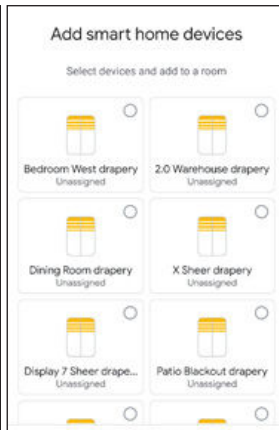 Add smart home devices
Select devices and add to a room
Bedroom West drapery
Unassigned
2.0 Warehouse drapery
Unassigned
Dining Room drapery
Unassigned
X Sheer drapery
Unassigned
Display 7 Sheer drape...
Unassigned
Patio Blackout drapery
Unassigned